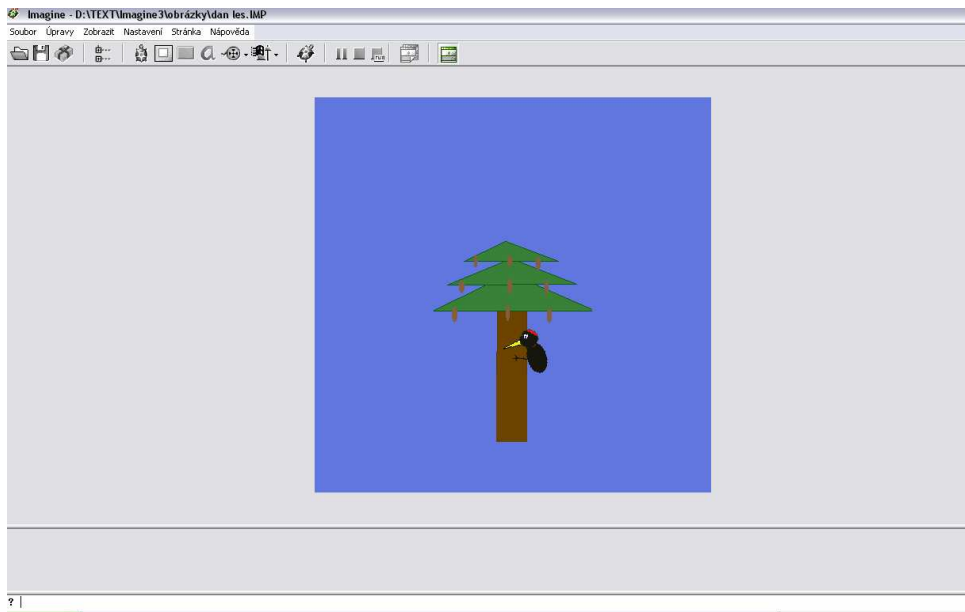 Imagine - D:\TEXT\Imagine3\obrázky\dan les.IMP
Soubor Úpravy Zobrazit Nastavení Stránka Nápověda
?